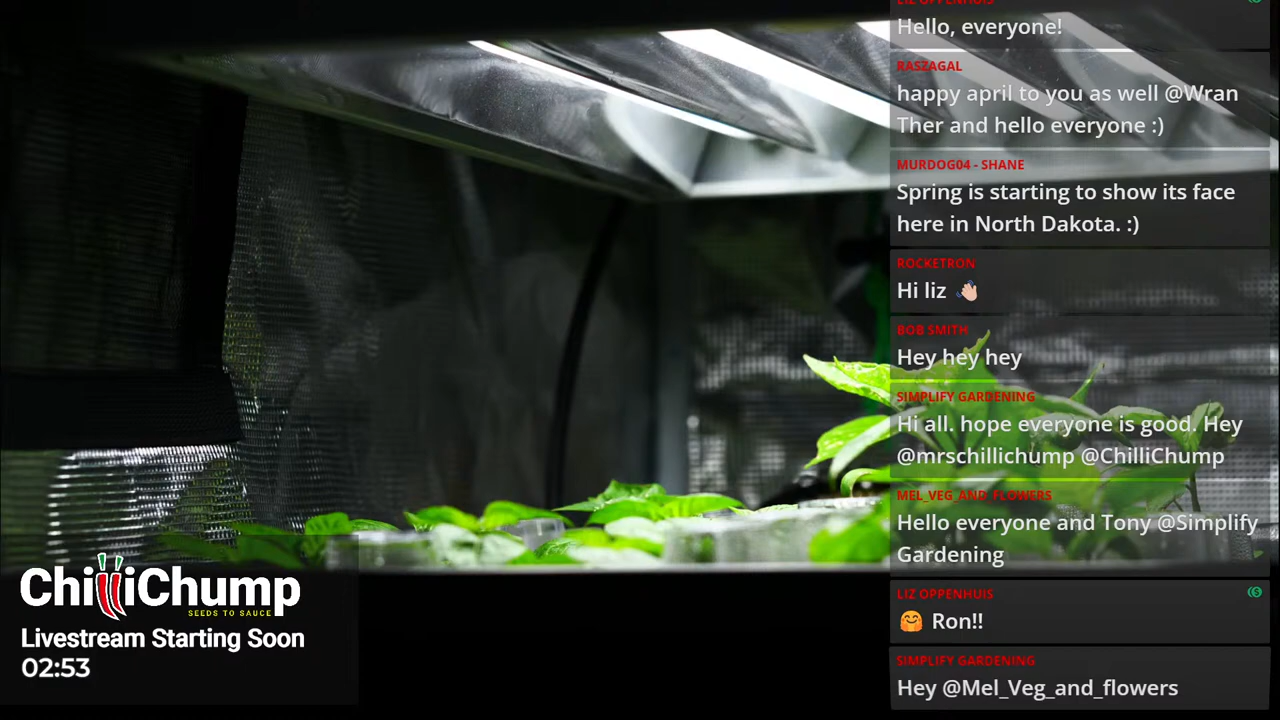 LIZ OPPENHUIS
Hello, everyone!
RASZAGAL
happy april to you as well @Wran
Ther and hello everyone :)
MURDOG04 - SHANE
Spring is starting to show its face
here in North Dakota. :)
ROCKETRON
Hi liz 👋🏻
BOB SMITH
Hey hey hey
SIMPLIFY GARDENING
Hi all. hope everyone is good. Hey
@mrschillichump @ChilliChump
MEL_VEG_AND_FLOWERS
Hello everyone and Tony @Simplify
Gardening
LIZ OPPENHUIS
🤗 Ron!!
SIMPLIFY GARDENING
Hey @Mel_Veg_and_flowers
ChilliChump
SEEDS TO SAUCE
Livestream Starting Soon
02:53